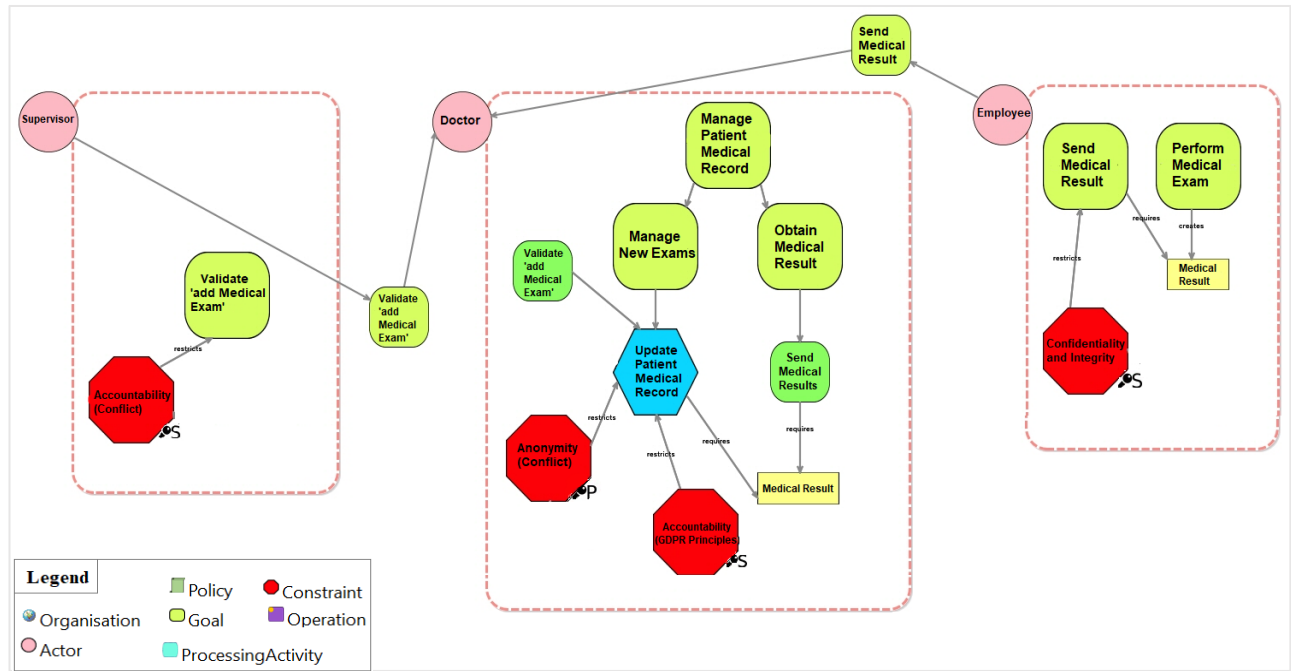 Send
Medical
Result
Supervisor
Doctor
Employee
Manage
Patient
Medical
Record
Send
Medical
Result
Perform
Medical
Exam
requires
creates
Manage
New Exams
Obtain
Medical
Result
Validate
'add
Medical
Exam'
Validate
'add Medical
Exam'
restricts
Medical
Result
Validate
'add
Medical
Exam'
restricts
Update
Patient
Medical
Record
Send
Medical
Results
Confidentiality
and Integrity
S
Accountability
(Conflict)
S
restricts
Anonymity
(Conflict)
P
restricts
requires
requires
Medical Result
Accountability
(GDPR Principles)
S
Legend
Policy
Constraint
Organisation
Goal
Operation
Actor
ProcessingActivity